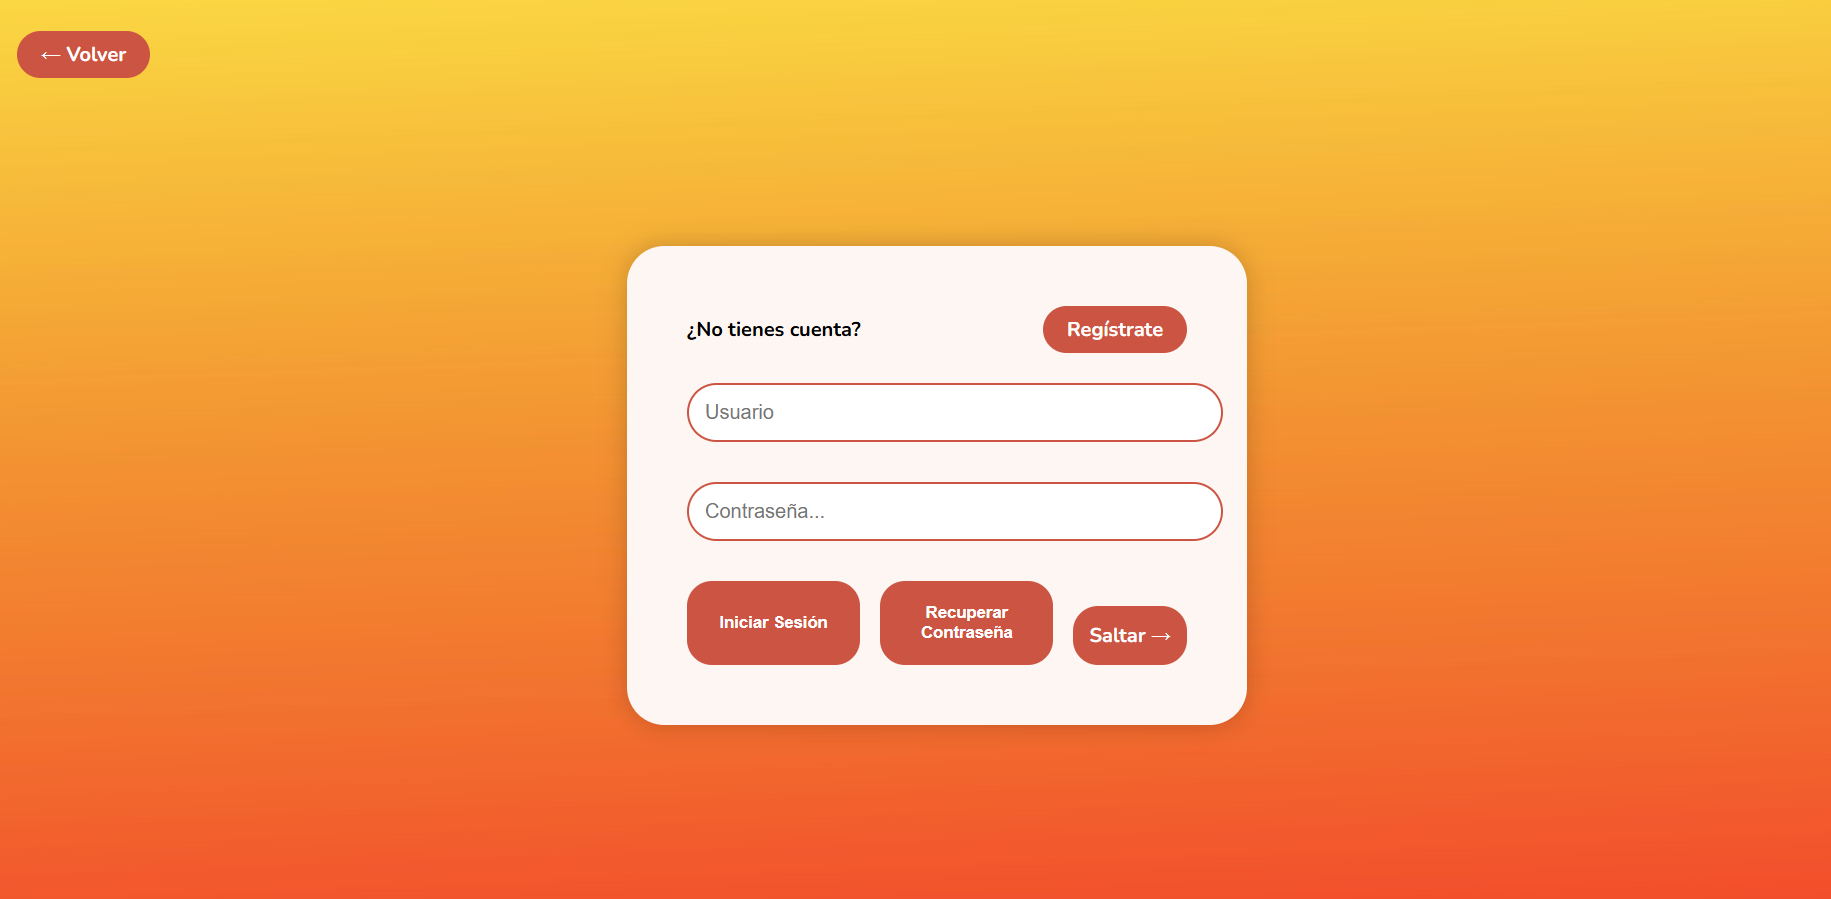 ← Volver
¿No tienes cuenta?
Regístrate
Usuario
Contraseña...
Iniciar Sesión
Recuperar
Contraseña
Saltar →